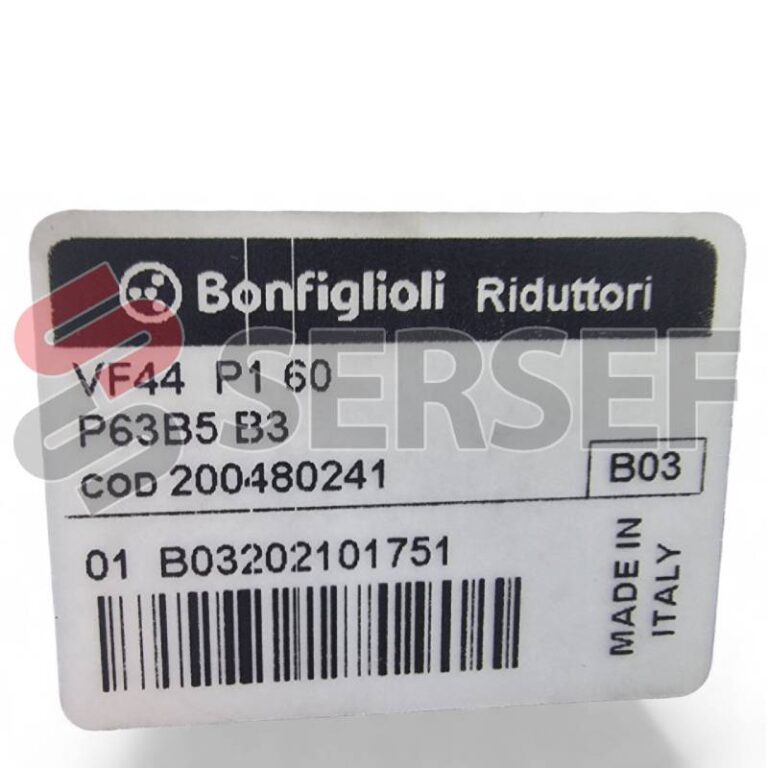 Bonfiglioli Riduttori
VF44 P1 60
P63B5 B3
COD 200480241
B03
01 B03202101751
MADE IN
ITALY
SERSEF